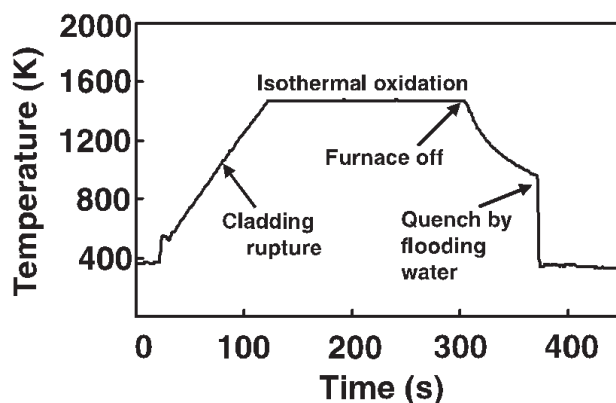 Temperature (K)
2000
1600
1400
800
400
Isothermal oxidation
Furnace off
Cladding
rupture
Quench by
flooding
water
0
100
200
300
400
Time (s)